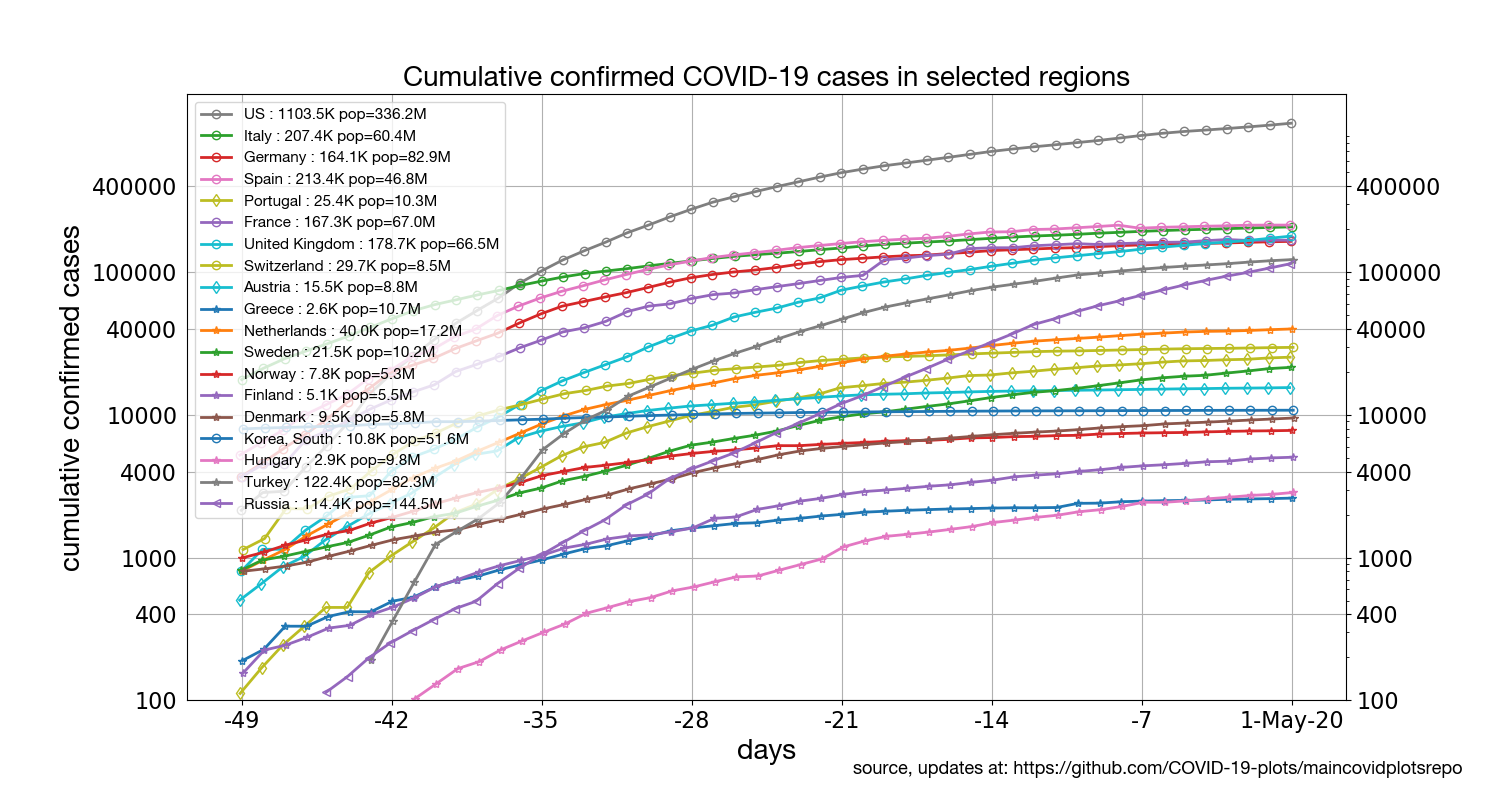 Cumulative confirmed COVID-19 cases in selected regions
US : 1103.5K pop=336.2M
Italy : 207.4K pop=60.4M
Germany : 164.1K pop=82.9M
Spain : 213.4K pop=46.8M
Portugal : 25.4K pop=10.3M
France : 167.3K pop=67.0M
United Kingdom : 178.7K pop=66.5M
Switzerland : 29.7K pop=8.5M
Austria : 15.5K pop=8.8M
Greece : 2.6K pop=10.7M
Netherlands : 40.0K pop=17.2M
Sweden : 21.5K pop=10.2M
Norway : 7.8K pop=5.3M
Finland : 5.1K pop=5.5M
Denmark : 9.5K pop=5.8M
Korea, South : 10.8K pop=51.6M
Hungary : 2.9K pop=9.8M
Turkey : 122.4K pop=82.3M
Russia : 114.4K pop=144.5M
cumulative confirmed cases
400000
100000
40000
10000
4000
1000
400
100
400000
100000
40000
10000
4000
1000
400
100
-49 -42 -35 -28 -21 -14 -7 1-May-20
days
source, updates at: https://github.com/COVID-19-plots/maincovidplotsrepo